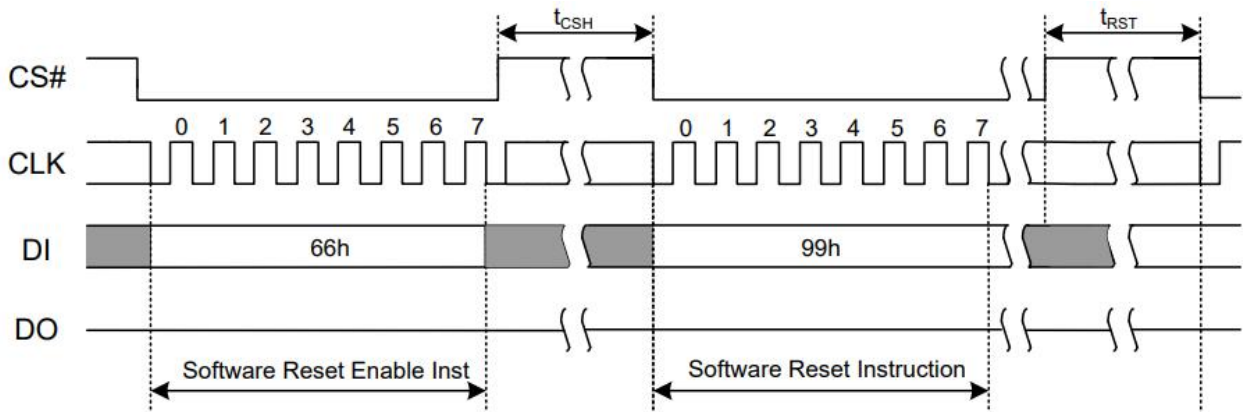 tCSH tRST
CS#
0 1 2 3 4 5 6 7 0 1 2 3 4 5 6 7
CLK
DI 66h 99h
DO
Software Reset Enable Inst Software Reset Instruction